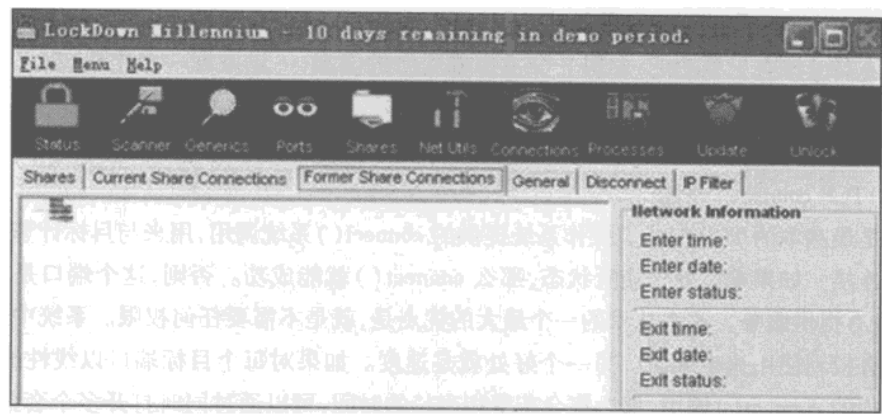 LockDown Millennium - 10 days remaining in demo period.
File Menu Help
Status Scanner Generics Ports Shares Net Utils Connections Processes Update Unlock
Shares Current Share Connections Former Share Connections General Disconnect IP Filter
Network Information
Enter time:
Enter date:
Enter status:
Exit time:
Exit date:
Exit status: